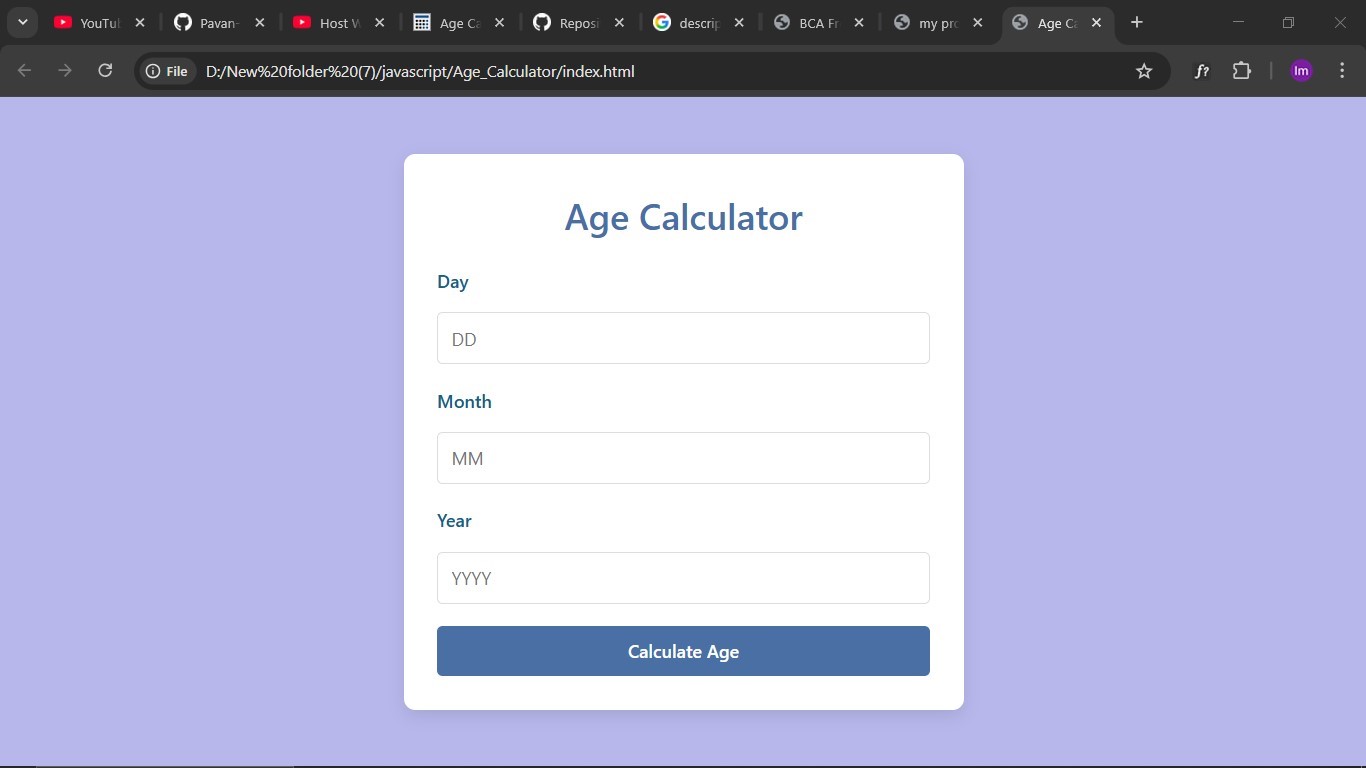 YouTu
Pavan-
Host W
Age Ca
Reposi
descrip
BCA Fr
my pro
Age Ca
File
D:/New%20folder%20(7)/javascript/Age_Calculator/index.html
f?
Im
Age Calculator
Day
DD
Month
MM
Year
YYYY
Calculate Age